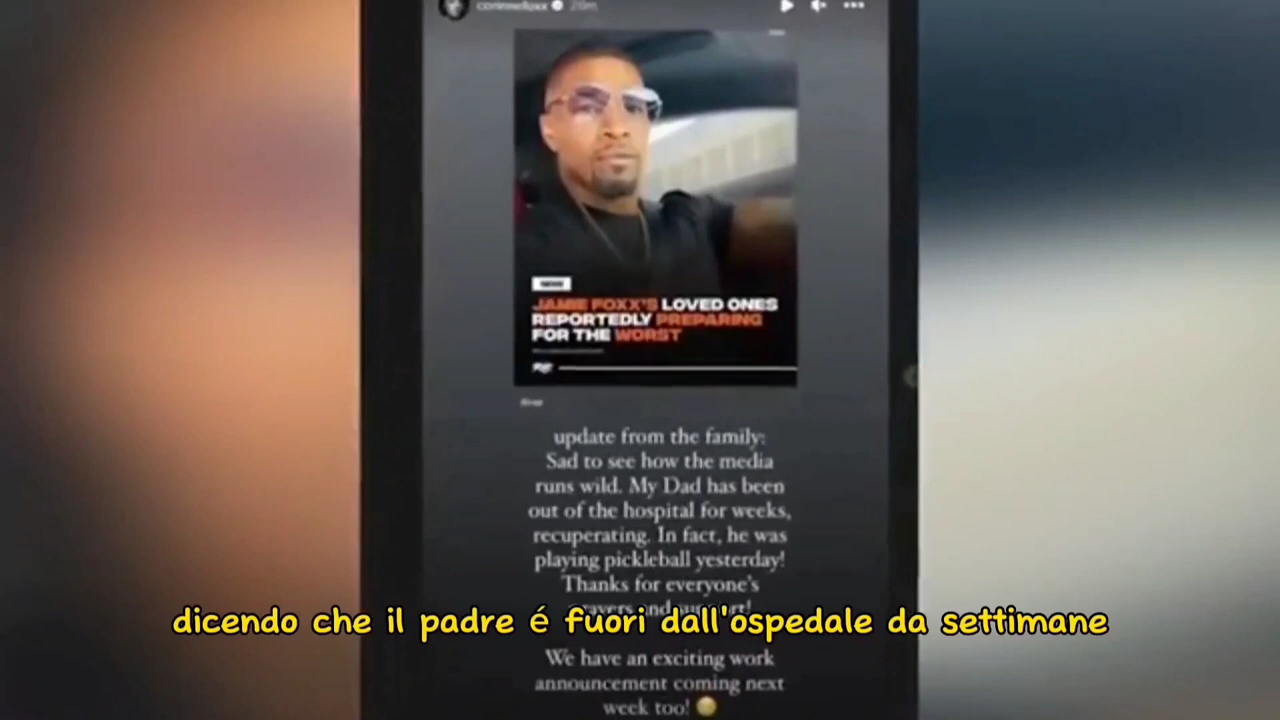 corinnefoxx 20m
NEWS
JAMIE FOXX'S LOVED ONES
REPORTEDLY PREPARING
FOR THE WORST
update from the family:
Sad to see how the media
runs wild. My Dad has been
out of the hospital for weeks,
recuperating. In fact, he was
playing pickleball yesterday!
Thanks for everyone's
dicendo che il padre é fuori dall'ospedale da settimane
We have an exciting work
announcement coming next
week too!